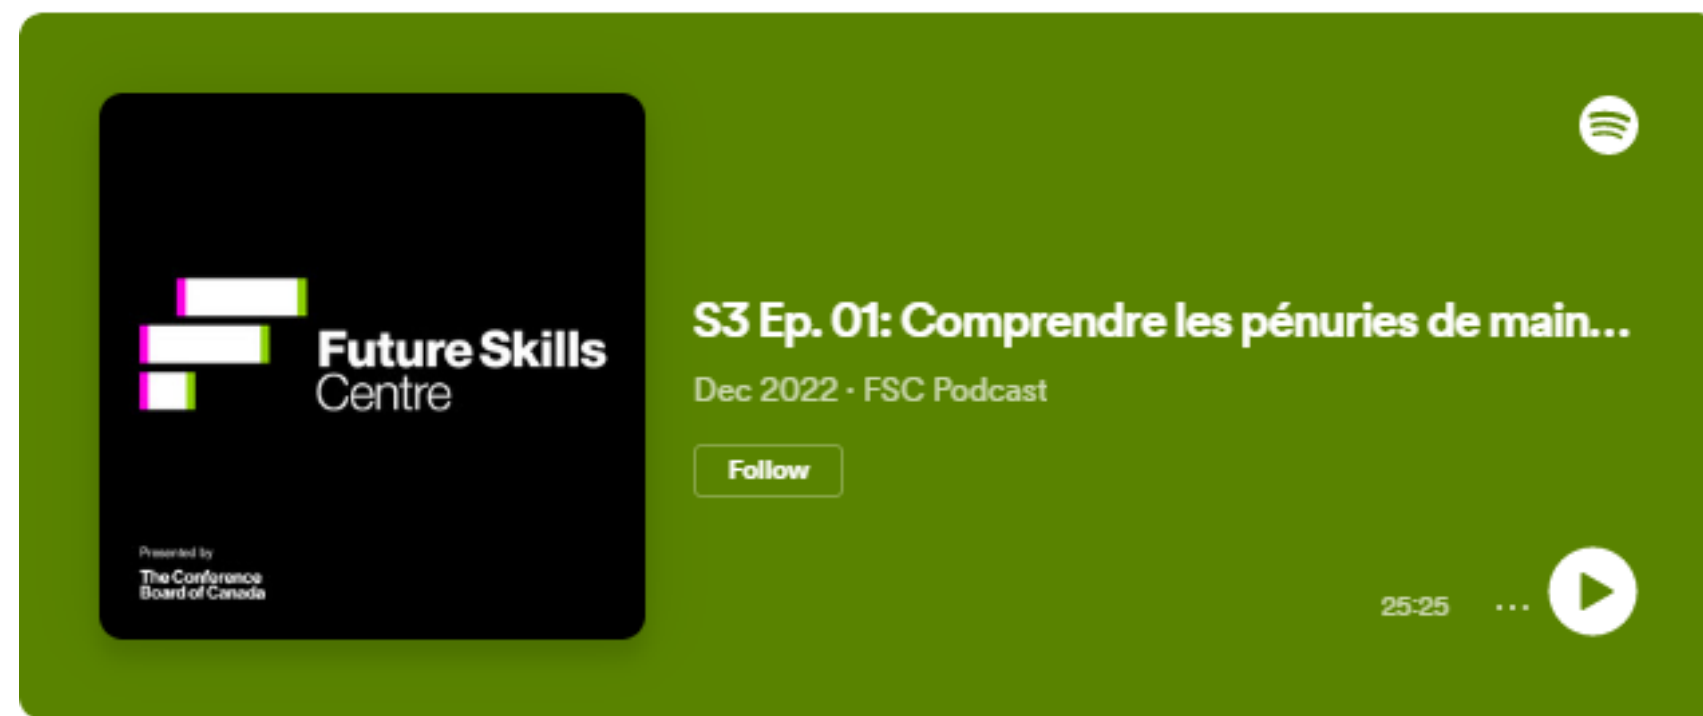 Future Skills
Centre
Presented by
The Conference
Board of Canada
S3 Ep. 01: Comprendre les pénuries de main...
Dec 2022 · FSC Podcast
Follow
25:25